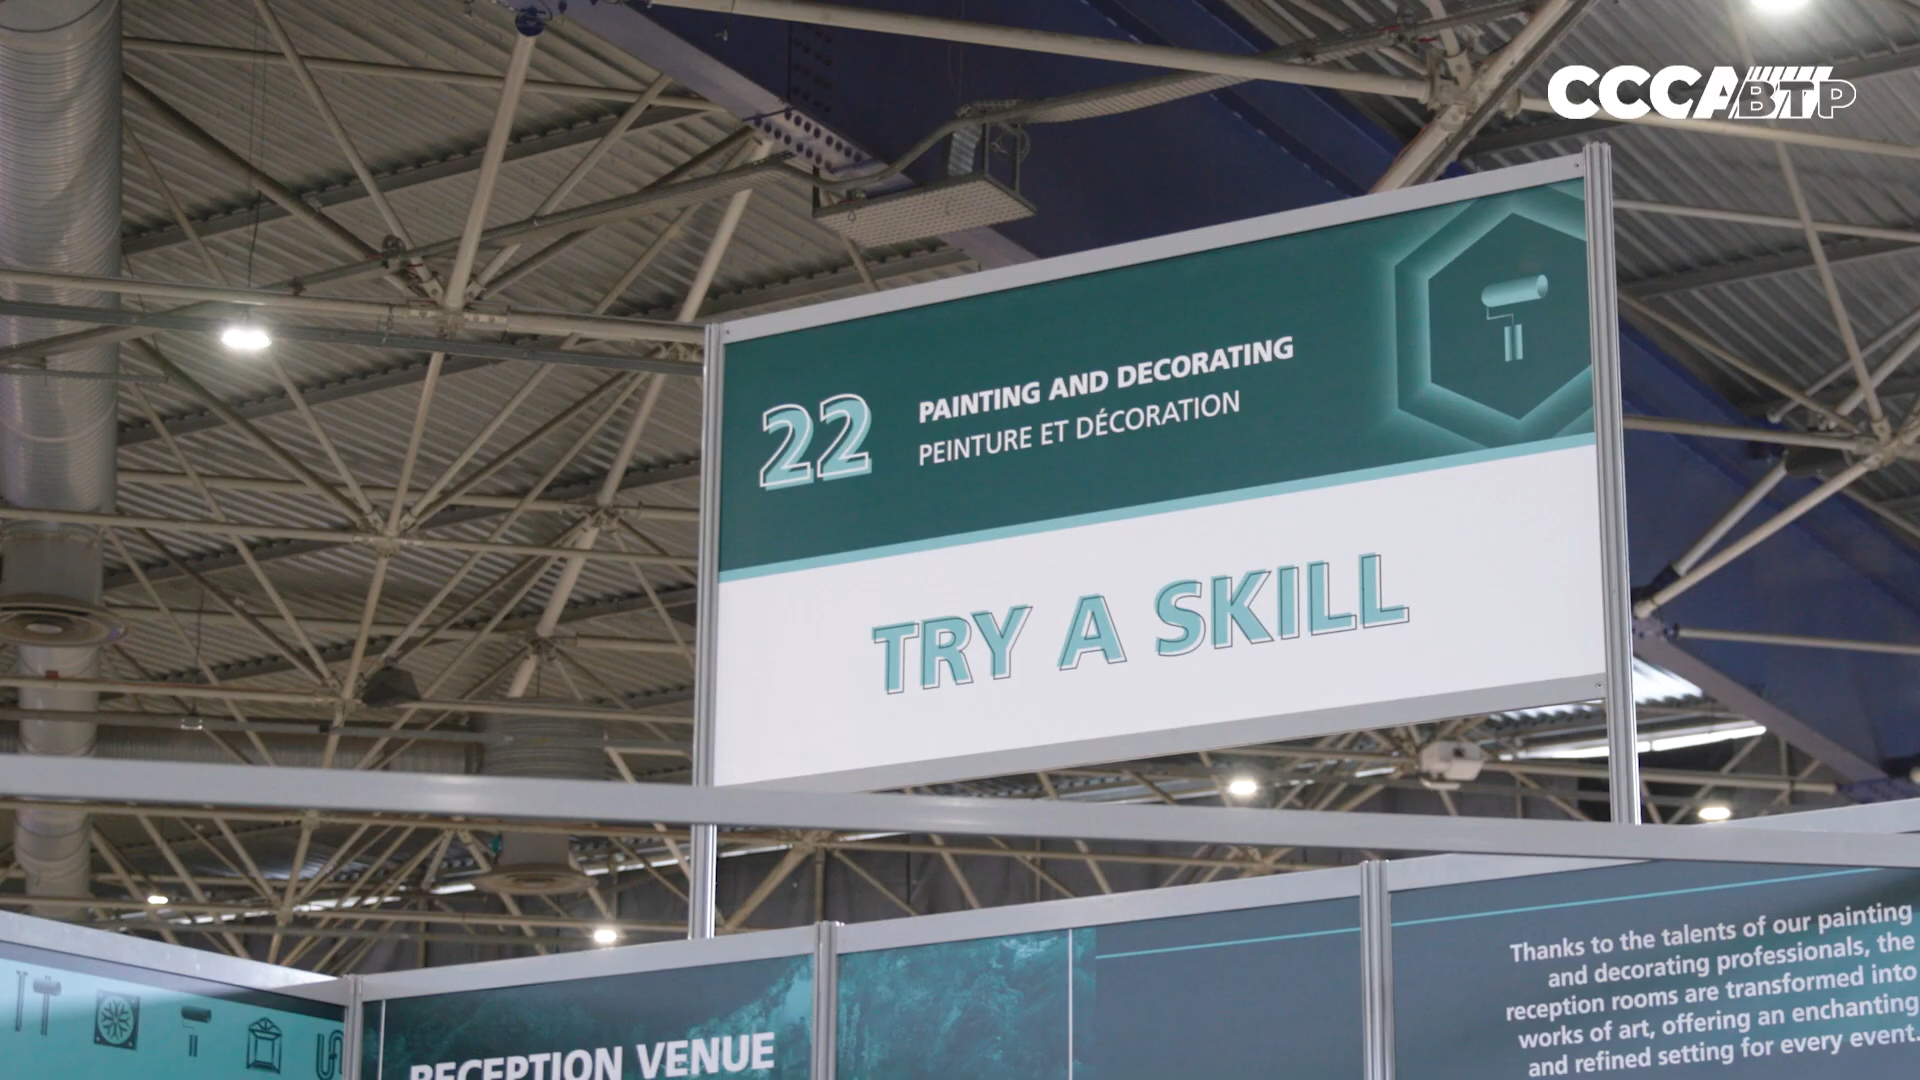 CCCA BTP
22
PAINTING AND DECORATING
PEINTURE ET DÉCORATION
TRY A SKILL
RECEPTION VENUE
Thanks to the talents of our painting
and decorating professionals, the
reception rooms are transformed into
works of art, offering an enchanting
and refined setting for every event.